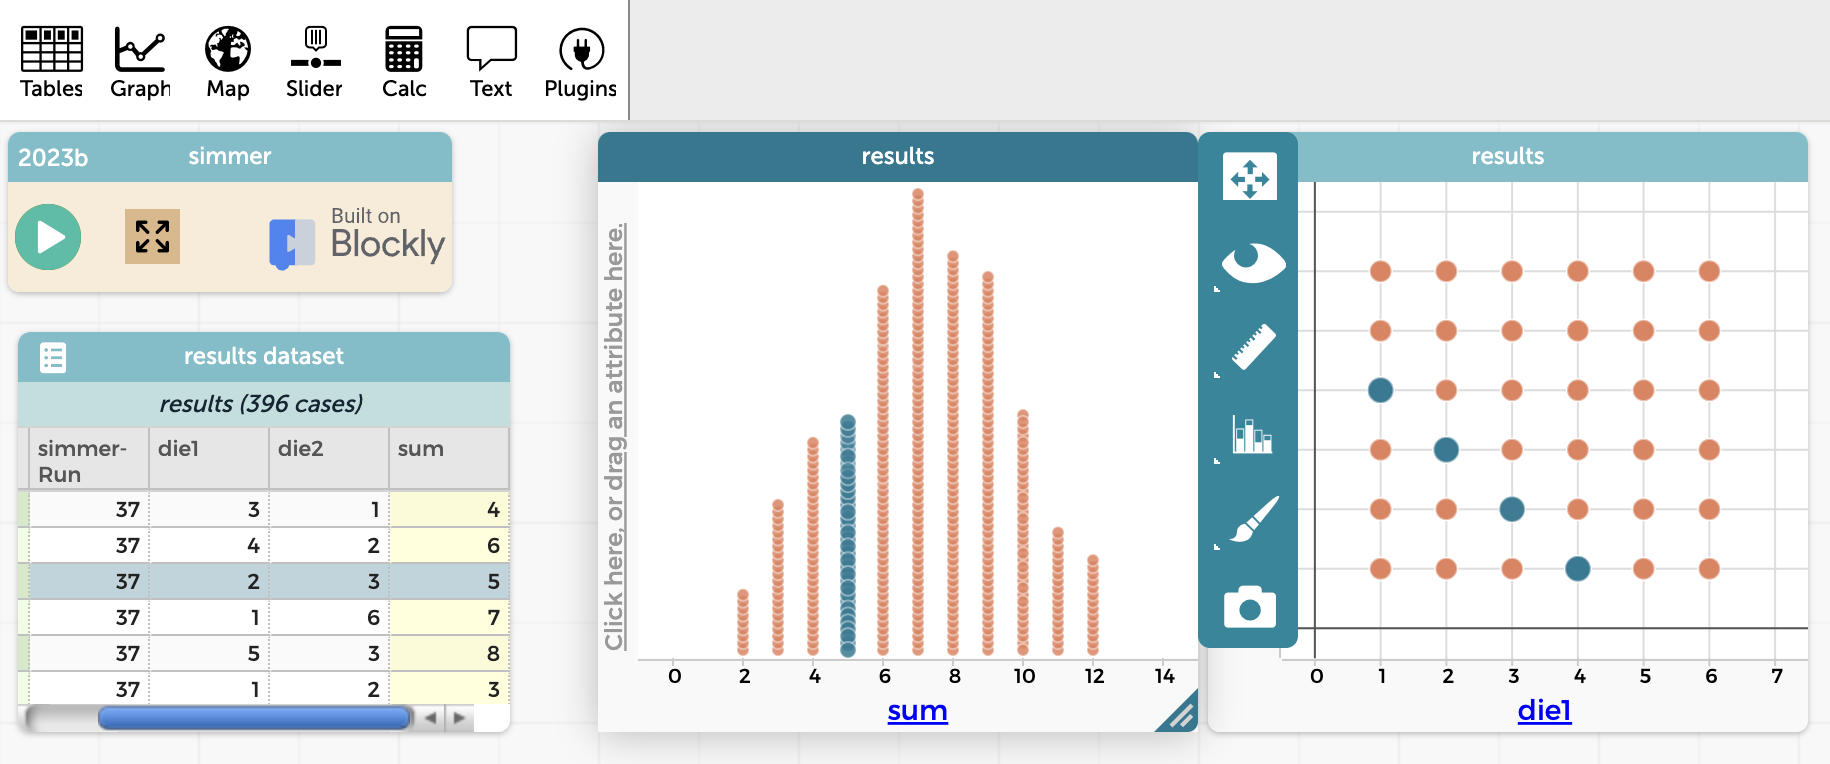 Tables Graph Map Slider Calc Text Plugins
2023b simmer
Built on
Blockly
results dataset
results (396 cases)
simmer-
Run die1 die2 sum
37 3 1 4
37 4 2 6
37 2 3 5
37 1 6 7
37 5 3 8
37 1 2 3
results
Click here, or drag an attribute here.
0 2 4 6 8 10 12 14
sum
results
0 1 2 3 4 5 6 7
die1